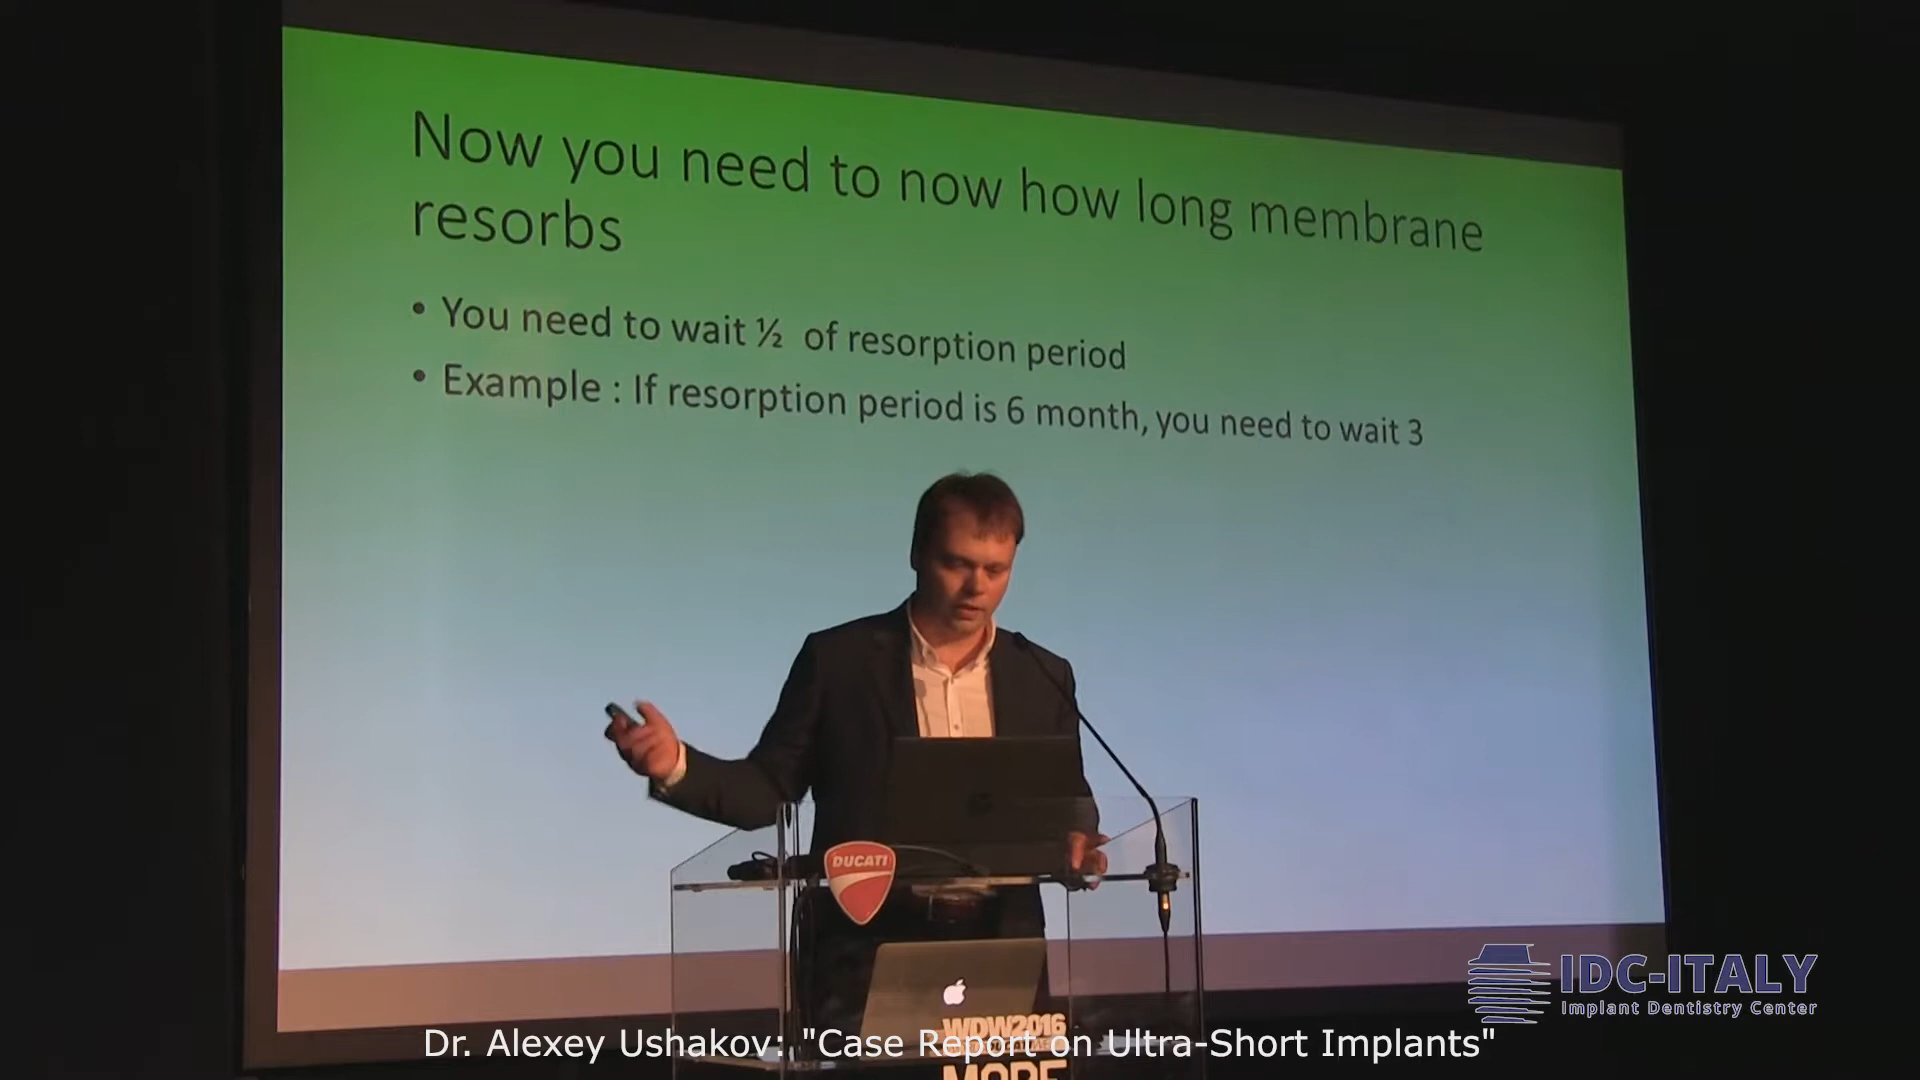 Now you need to now how long membrane
resorbs
• You need to wait ½ of resorption period
• Example : If resorption period is 6 month, you need to wait 3
DUCATI
IDC-ITALY
Implant Dentistry Center
WDW2016
Dr. Alexey Ushakov: "Case Report on Ultra-Short Implants"
MORE